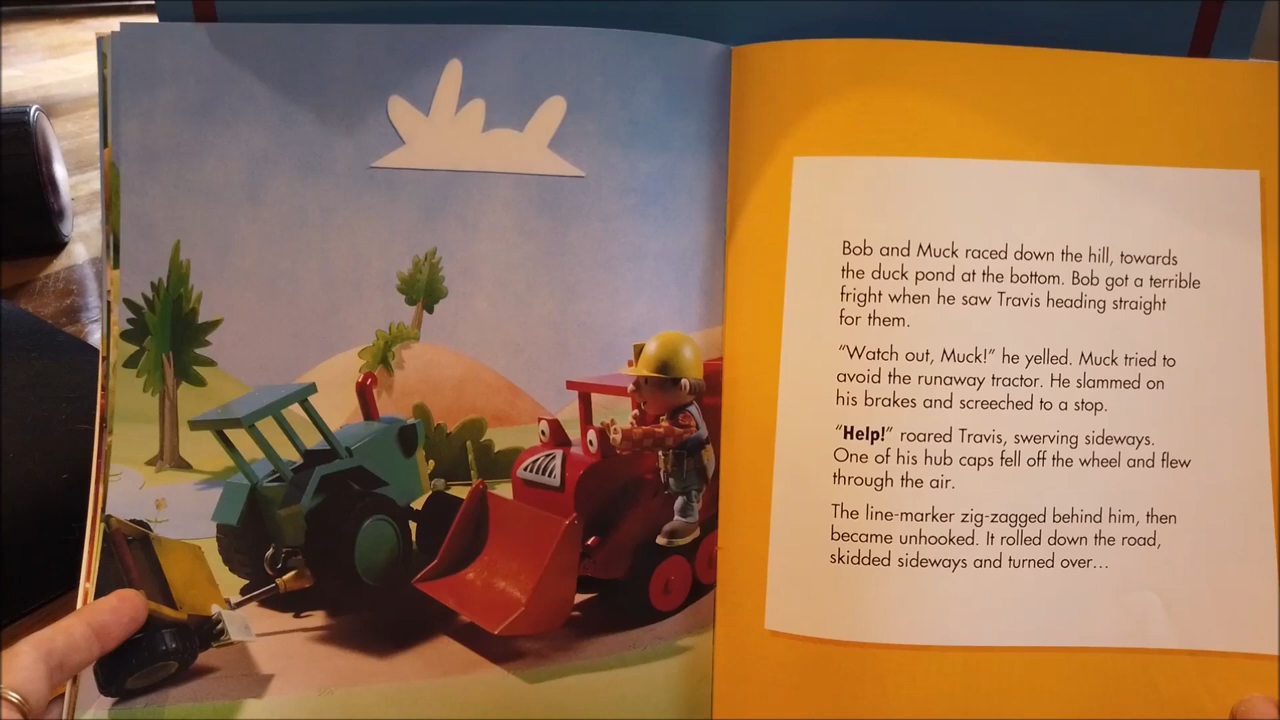 Bob and Muck raced down the hill, towards
the duck pond at the bottom. Bob got a terrible
fright when he saw Travis heading straight
for them.
“Watch out, Muck!” he yelled. Muck tried to
avoid the runaway tractor. He slammed on
his brakes and screeched to a stop.
“Help!” roared Travis, swerving sideways.
One of his hub caps fell off the wheel and flew
through the air.
The line-marker zig-zagged behind him, then
became unhooked. It rolled down the road,
skidded sideways and turned over…